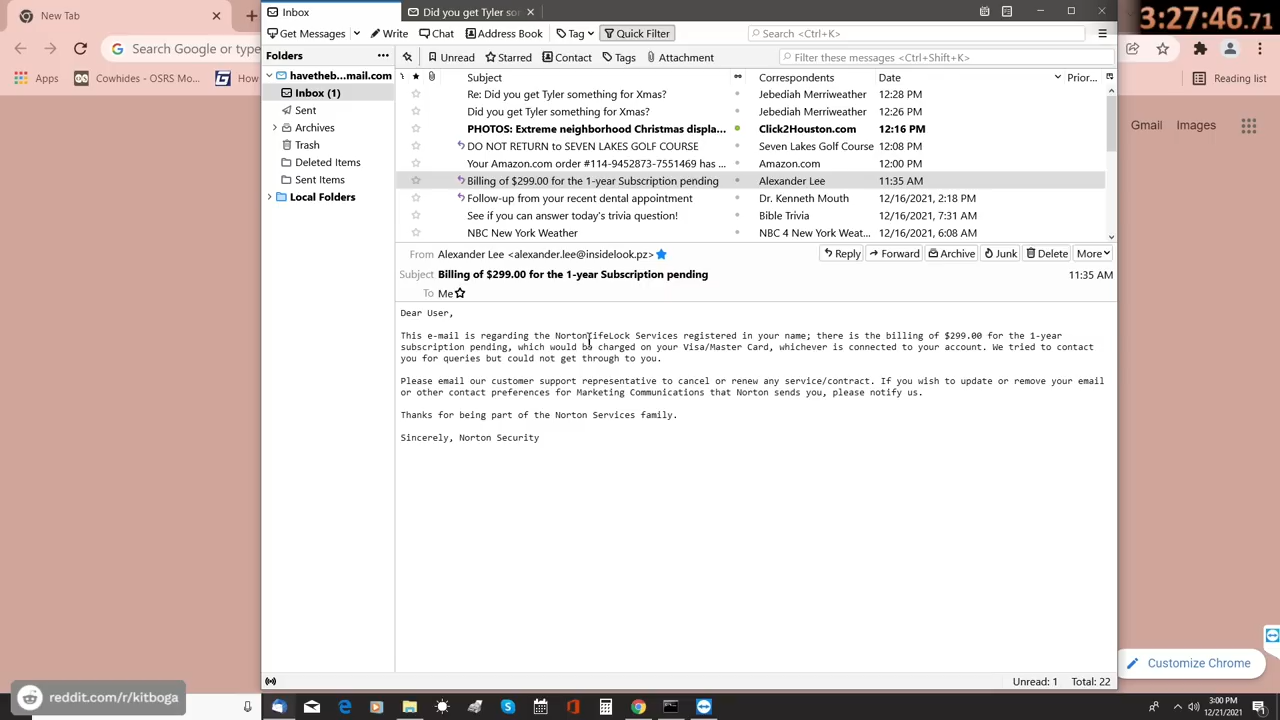 New Tab
Inbox
Did you get Tyler so
3:27:46.71
Get Messages
Write
Chat
Address Book
Tag
Quick Filter
Search <Ctrl+K>
Search Google
Folders
Unread
Starred
Contact
Tags
Attachment
Filter these messages <Ctrl+Shift+K>
Apps
Cowhides - OSRS Mo...
Reading list
havetheb...mail.com
Inbox (1)
Sent
Archives
Trash
Deleted Items
Sent Items
Local Folders
Subject Correspondents Date Prior...
Re: Did you get Tyler something for Xmas? Jebediah Merriweather 12:28 PM
Did you get Tyler something for Xmas? Jebediah Merriweather 12:26 PM
PHOTOS: Extreme neighborhood Christmas displa... Click2Houston.com 12:16 PM
DO NOT RETURN to SEVEN LAKES GOLF COURSE Seven Lakes Golf Course 12:08 PM
Your Amazon.com order #114-9452873-7551469 has ... Amazon.com 12:00 PM
Billing of $299.00 for the 1-year Subscription pending Alexander Lee 11:35 AM
Follow-up from your recent dental appointment Dr. Kenneth Mouth 12/16/2021, 2:18 PM
See if you can answer today's trivia question! Bible Trivia 12/16/2021, 7:31 AM
NBC New York Weather NBC 4 New York Weat... 12/16/2021, 6:08 AM
Gmail Images
From Alexander Lee <alexander.lee@insidelook.pz>
Reply Forward Archive Junk Delete More
Subject Billing of $299.00 for the 1-year Subscription pending 11:35 AM
To Me
Dear User,
This e-mail is regarding the NortonLifeLock Services registered in your name; there is the billing of $299.00 for the 1-year
subscription pending, which would be charged on your Visa/Master Card, whichever is connected to your account. We tried to contact
you for queries but could not get through to you.
Please email our customer support representative to cancel or renew any service/contract. If you wish to update or remove your email
or other contact preferences for Marketing Communications that Norton sends you, please notify us.
Thanks for being part of the Norton Services family.
Sincerely, Norton Security
Customize Chrome
Unread: 1 Total: 22
reddit.com/r/kitboga
3:00 PM
12/21/2021